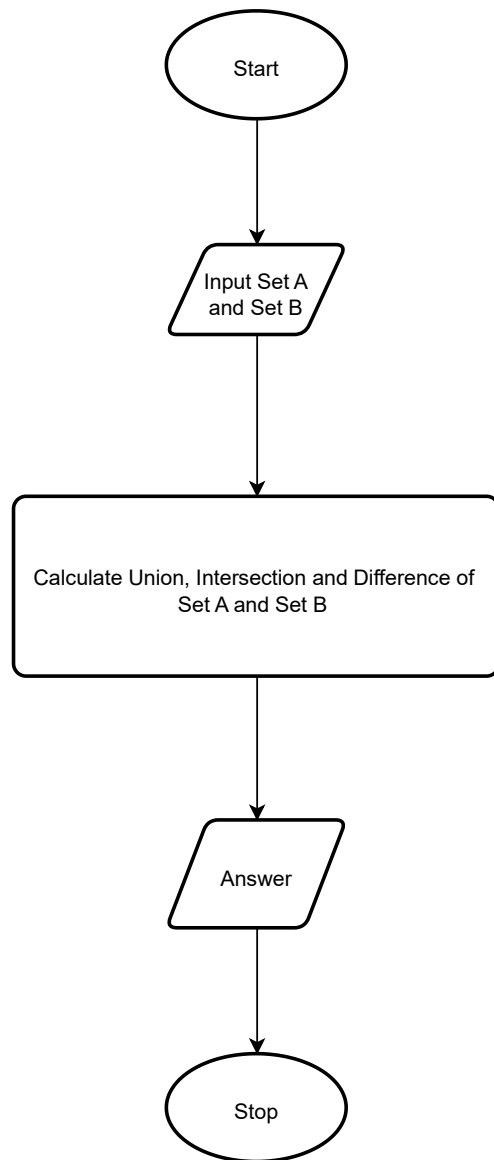 Start
Input Set A
and Set B
Calculate Union, Intersection and Difference of
Set A and Set B
Answer
Stop